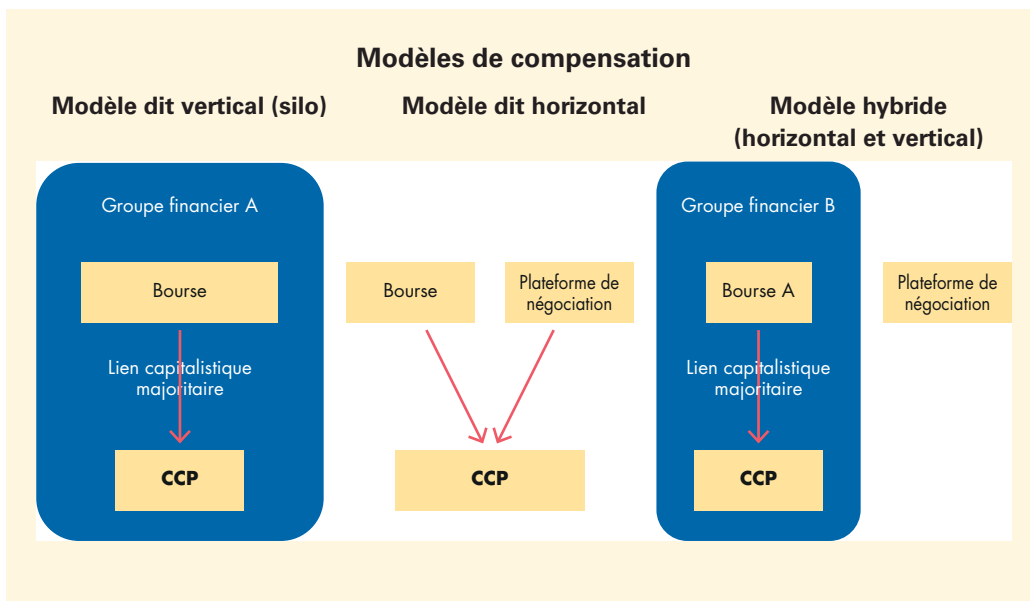 Modèles de compensation
Modèle dit vertical (silo)
Modèle dit horizontal
Modèle hybride
(horizontal et vertical)
Groupe financier A
Bourse
Lien capitalistique
majoritaire
CCP
Bourse
Plateforme de
négociation
CCP
Groupe financier B
Bourse A
Lien capitalistique
majoritaire
CCP
Plateforme de
négociation